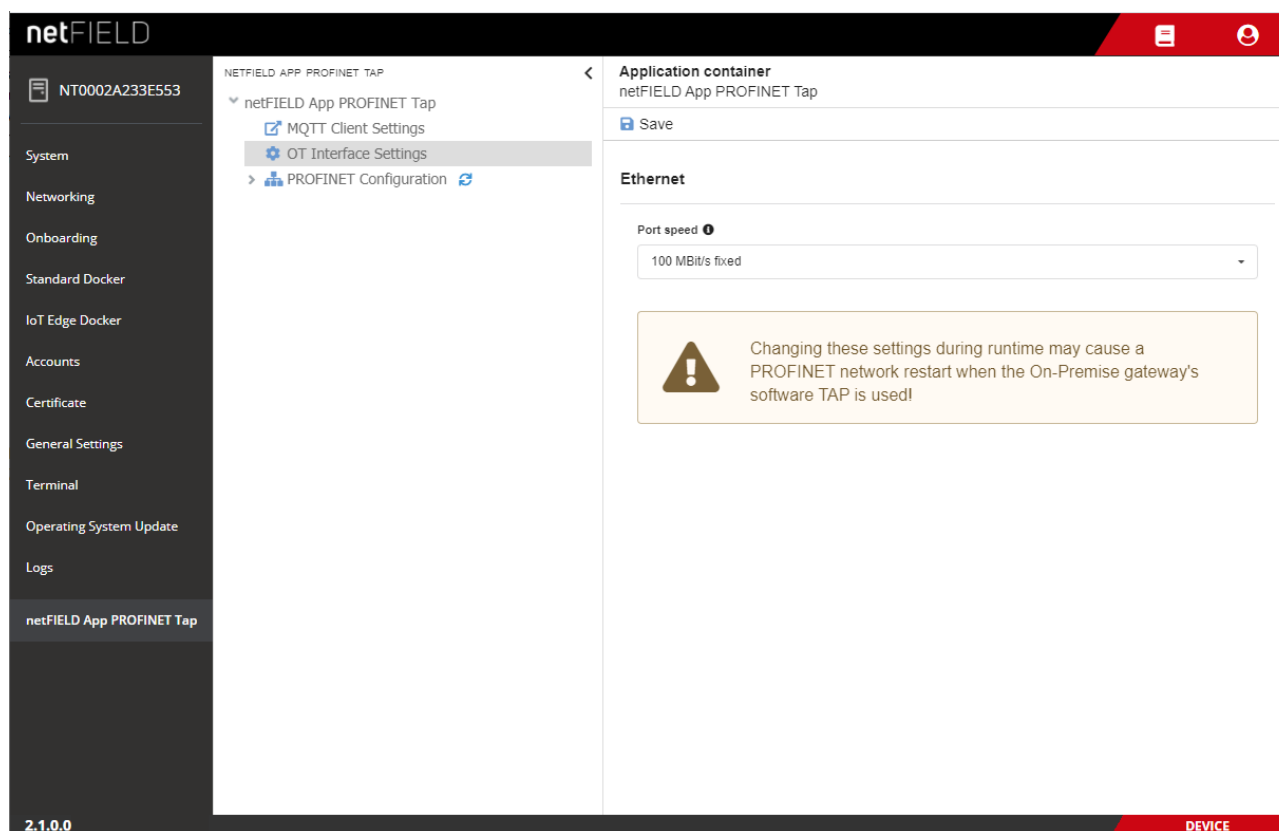 netFIELD
NT0002A233E553
System
Networking
Onboarding
Standard Docker
IoT Edge Docker
Accounts
Certificate
General Settings
Terminal
Operating System Update
Logs
netFIELD App PROFINET Tap
2.1.0.0
NETFIELD APP PROFINET TAP
netFIELD App PROFINET Tap
MQTT Client Settings
OT Interface Settings
PROFINET Configuration
Application container
netFIELD App PROFINET Tap
Save
Ethernet
Port speed
100 MBit/s fixed
Changing these settings during runtime may cause a
PROFINET network restart when the On-Premise gateway's
software TAP is used!
DEVICE